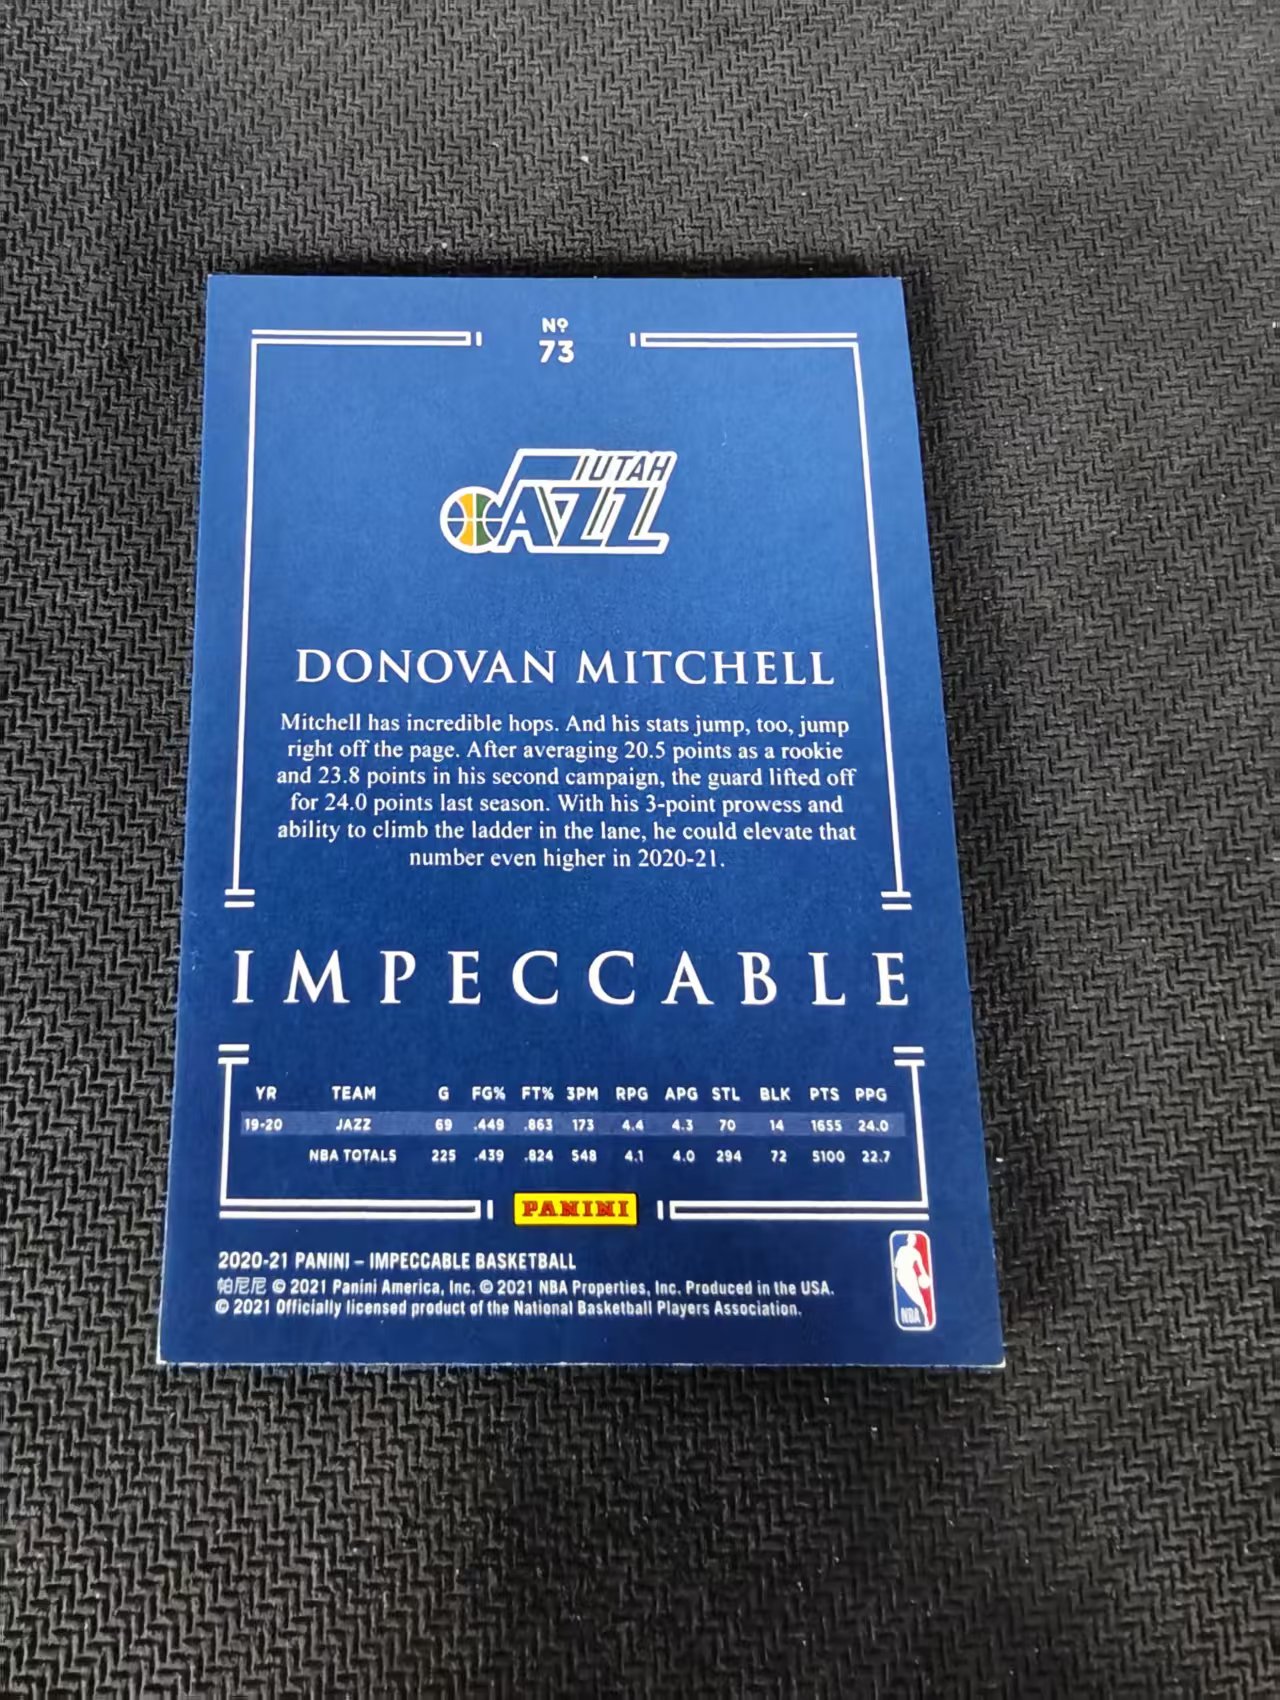 Nº
73
UTAH
JAZZ
DONOVAN MITCHELL
Mitchell has incredible hops. And his stats jump, too, jump
right off the page. After averaging 20.5 points as a rookie
and 23.8 points in his second campaign, the guard lifted off
for 24.0 points last season. With his 3-point prowess and
ability to climb the ladder in the lane, he could elevate that
number even higher in 2020-21.
IMPECCABLE
YR TEAM G FG% FT% 3PM RPG APG STL BLK PTS PPG
19-20 JAZZ 69 .449 .863 173 4.4 4.3 70 14 1655 24.0
NBA TOTALS 225 .439 .824 548 4.1 4.0 294 72 5100 22.7
PANINI
2020-21 PANINI – IMPECCABLE BASKETBALL
帕尼尼 © 2021 Panini America, Inc. © 2021 NBA Properties, Inc. Produced in the USA.
© 2021 Officially licensed product of the National Basketball Players Association.
NBA